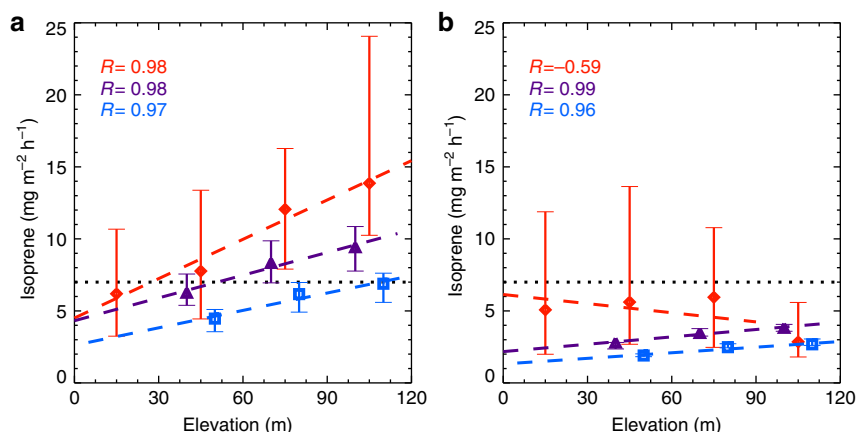 a
b
25
20
15
10
5
0
Isoprene (mg m⁻² h⁻¹)
R= 0.98
R= 0.98
R= 0.97
0 30 60 90 120
Elevation (m)
25
20
15
10
5
0
Isoprene (mg m⁻² h⁻¹)
R=–0.59
R= 0.99
R= 0.96
0 30 60 90 120
Elevation (m)